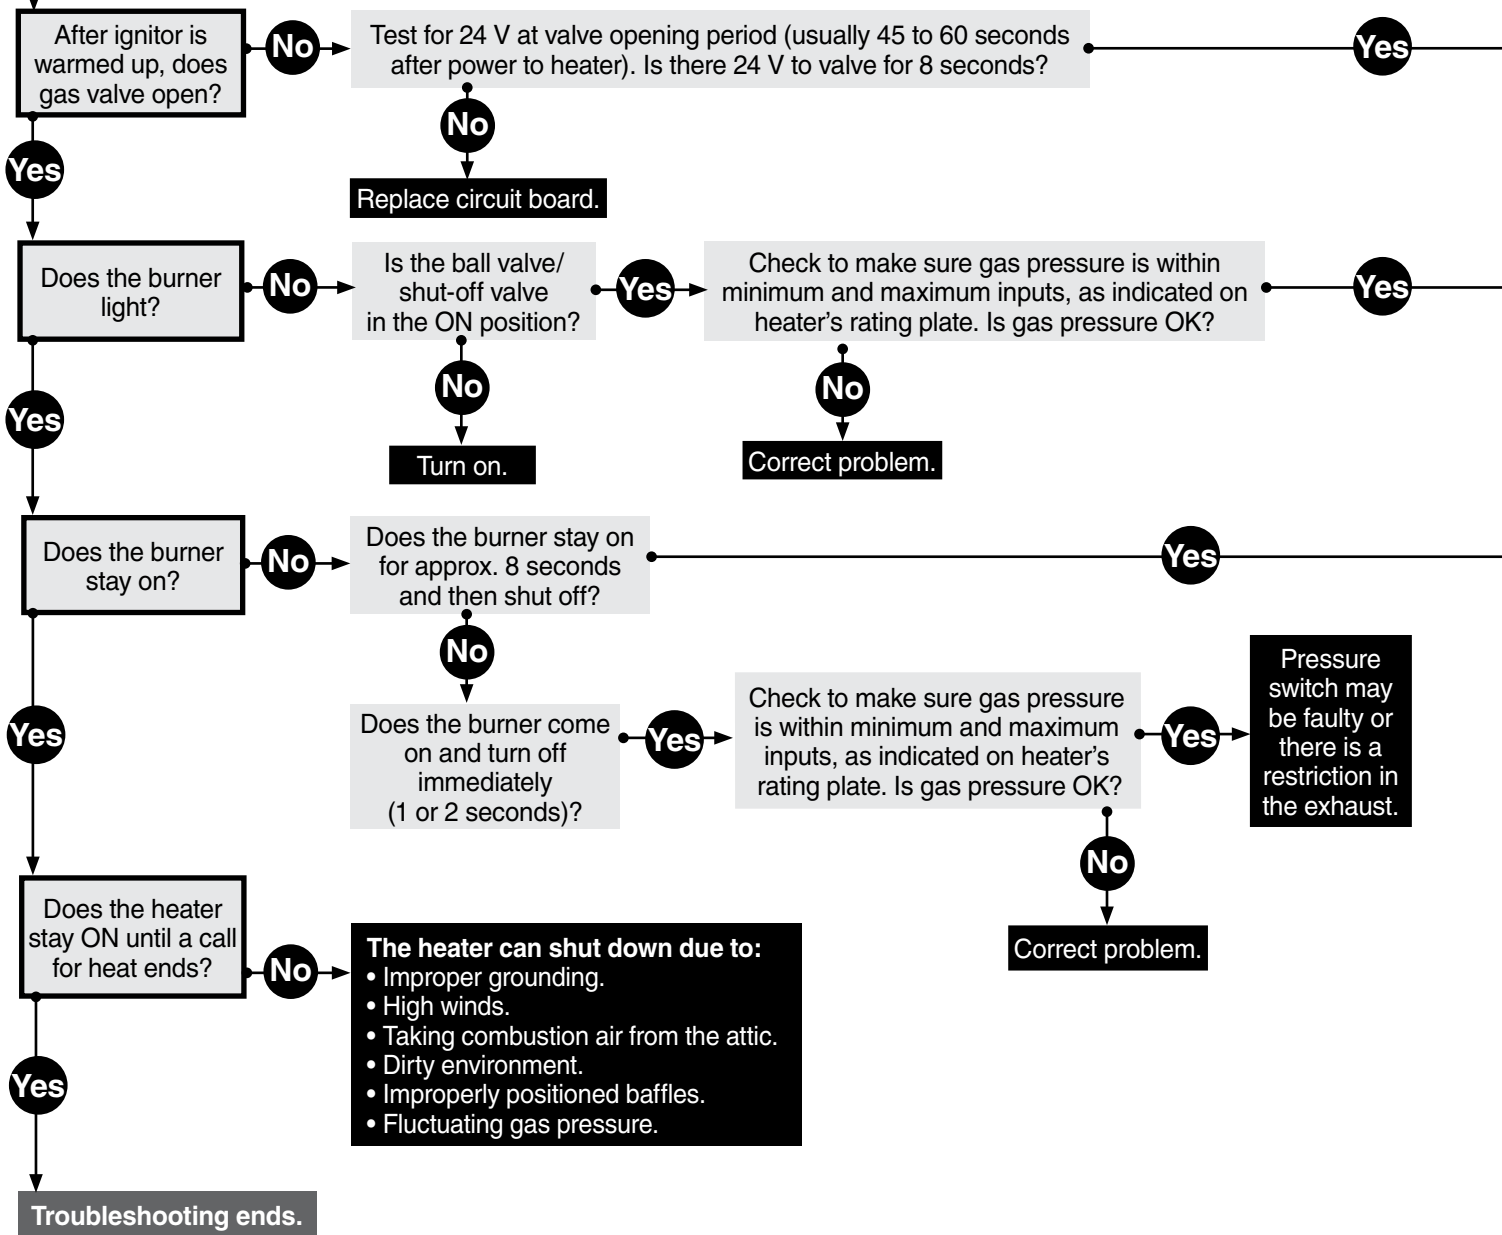 After ignitor is
warmed up, does
gas valve open?
No
Test for 24 V at valve opening period (usually 45 to 60 seconds
after power to heater). Is there 24 V to valve for 8 seconds?
Yes
No
Replace circuit board.
Yes
Does the burner
light?
No
Is the ball valve/
shut-off valve
in the ON position?
Yes
Check to make sure gas pressure is within
minimum and maximum inputs, as indicated on
heater's rating plate. Is gas pressure OK?
Yes
No
Turn on.
No
Correct problem.
Yes
Does the burner
stay on?
No
Does the burner stay on
for approx. 8 seconds
and then shut off?
Yes
No
Does the burner come
on and turn off
immediately
(1 or 2 seconds)?
Yes
Check to make sure gas pressure
is within minimum and maximum
inputs, as indicated on heater's
rating plate. Is gas pressure OK?
Yes
Pressure
switch may
be faulty or
there is a
restriction in
the exhaust.
No
Correct problem.
Yes
Does the heater
stay ON until a call
for heat ends?
No
The heater can shut down due to:
• Improper grounding.
• High winds.
• Taking combustion air from the attic.
• Dirty environment.
• Improperly positioned baffles.
• Fluctuating gas pressure.
Yes
Troubleshooting ends.